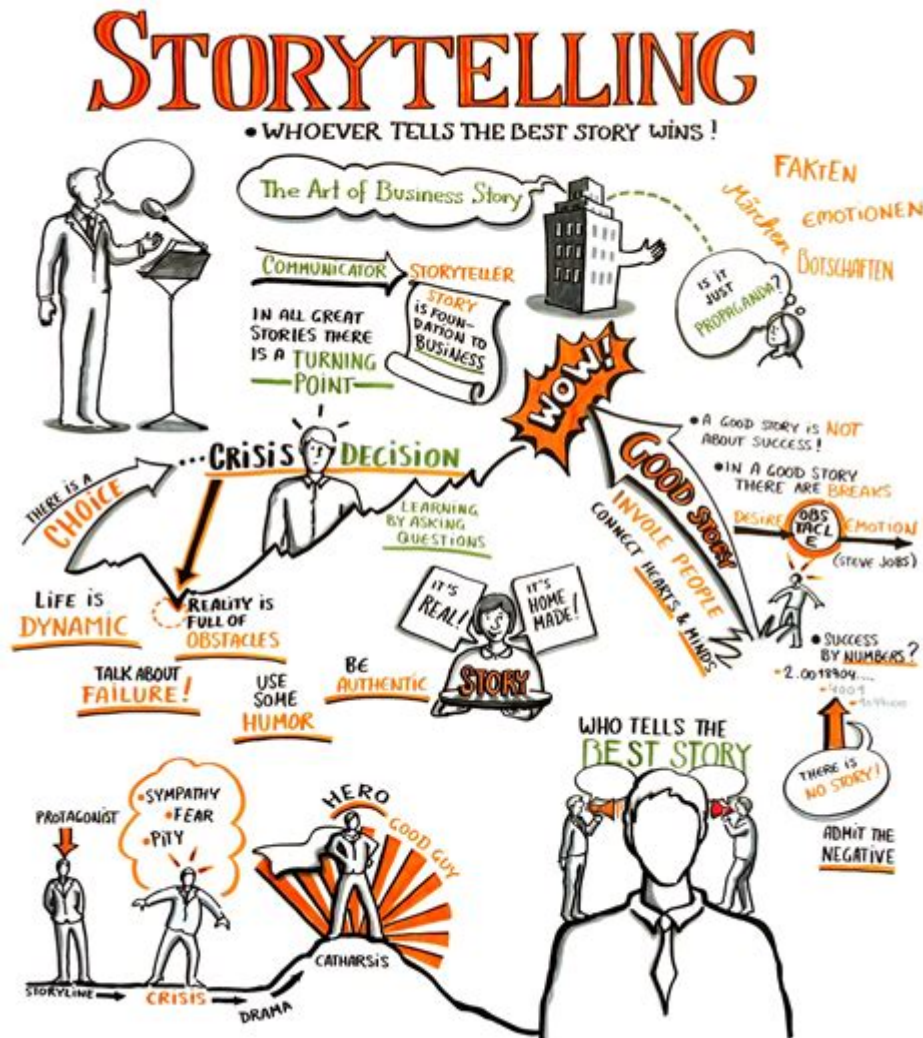 STORYTELLING
• WHOEVER TELLS THE BEST STORY WINS!
The Art of Business Story
FAKTEN
Märchen
EMOTIONEN
BOTSCHAFTEN
IS IT
JUST
PROPAGANDA?
COMMUNICATOR
STORYTELLER
STORY
IS FOUN-
DATION TO
BUSINESS
IN ALL GREAT
STORIES THERE
IS A TURNING
POINT
WOW!
THERE IS A
CHOICE
...CRISIS DECISION
LEARNING
BY ASKING
QUESTIONS
GOOD STORY
INVOLE PEOPLE
CONNECT HEARTS & MINDS
• A GOOD STORY IS NOT
ABOUT SUCCESS!
• IN A GOOD STORY
THERE ARE BREAKS
DESIRE
OBS
TACL
E
EMOTION
(STEVE JOBS)
LIFE IS
DYNAMIC
REALITY IS
FULL OF
OBSTACLES
TALK ABOUT
FAILURE!
USE
SOME
HUMOR
BE
AUTHENTIC
IT'S
REAL!
IT'S
HOME
MADE!
STORY
• SUCCESS
BY NUMBERS?
THERE IS
NO STORY!
ADMIT THE
NEGATIVE
WHO TELLS THE
BEST STORY
PROTAGONIST
• SYMPATHY
• FEAR
• PITY
HERO
GOOD GUY
CATHARSIS
STORYLINE
CRISIS
DRAMA